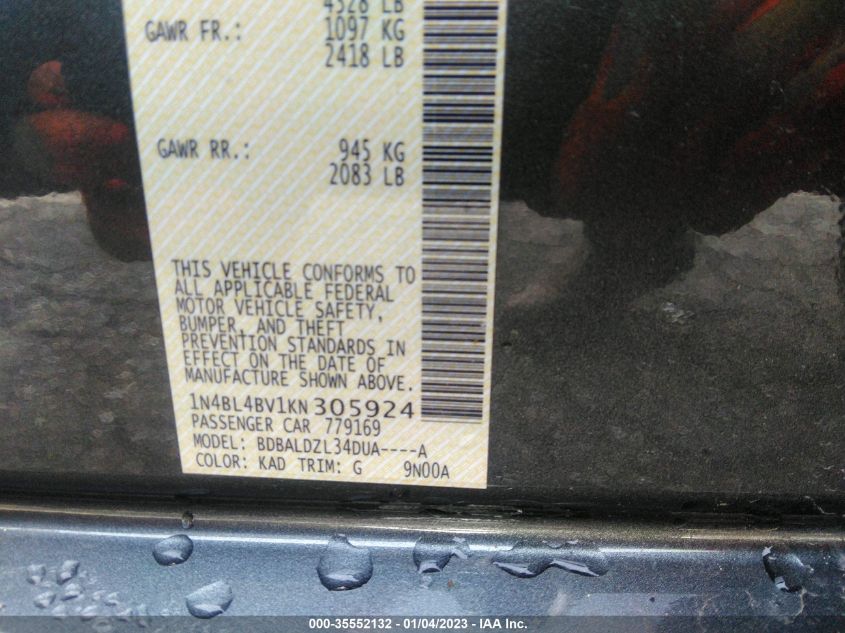 4528 LB
GAWR FR.: 1097 KG
2418 LB
GAWR RR.: 945 KG
2083 LB
THIS VEHICLE CONFORMS TO
ALL APPLICABLE FEDERAL
MOTOR VEHICLE SAFETY,
BUMPER, AND THEFT
PREVENTION STANDARDS IN
EFFECT ON THE DATE OF
MANUFACTURE SHOWN ABOVE.
1N4BL4BV1KN305924
PASSENGER CAR 779169
MODEL: BDBALDZL34DUA----A
COLOR: KAD TRIM: G 9N00A
000-35552132 - 01/04/2023 - IAA Inc.